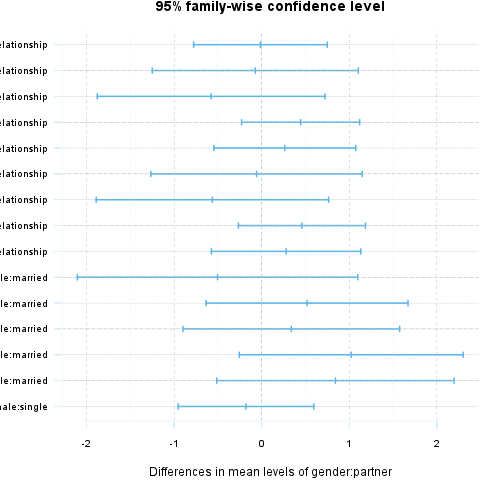 95% family-wise confidence level
elationship
elationship
elationship
elationship
elationship
elationship
elationship
elationship
elationship
le:married
le:married
le:married
le:married
le:married
nale:single
-2 -1 0 1 2
Differences in mean levels of gender:partner